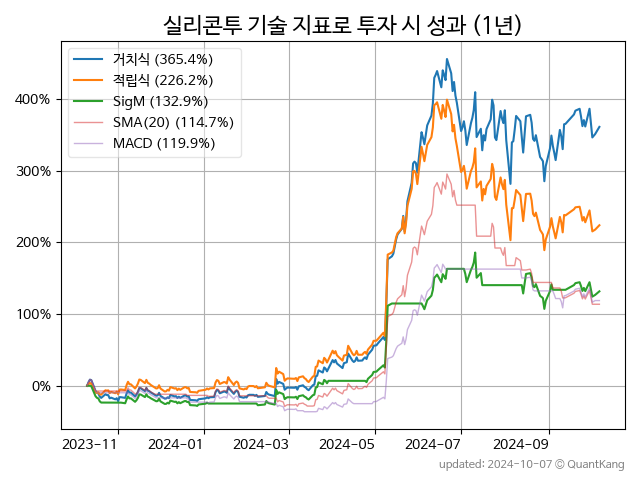 실리콘투 기술 지표로 투자 시 성과 (1년)
거치식 (365.4%)
적립식 (226.2%)
SigM (132.9%)
SMA(20) (114.7%)
MACD (119.9%)
400%
300%
200%
100%
0%
2023-11 2024-01 2024-03 2024-05 2024-07 2024-09
updated: 2024-10-07 © QuantKang